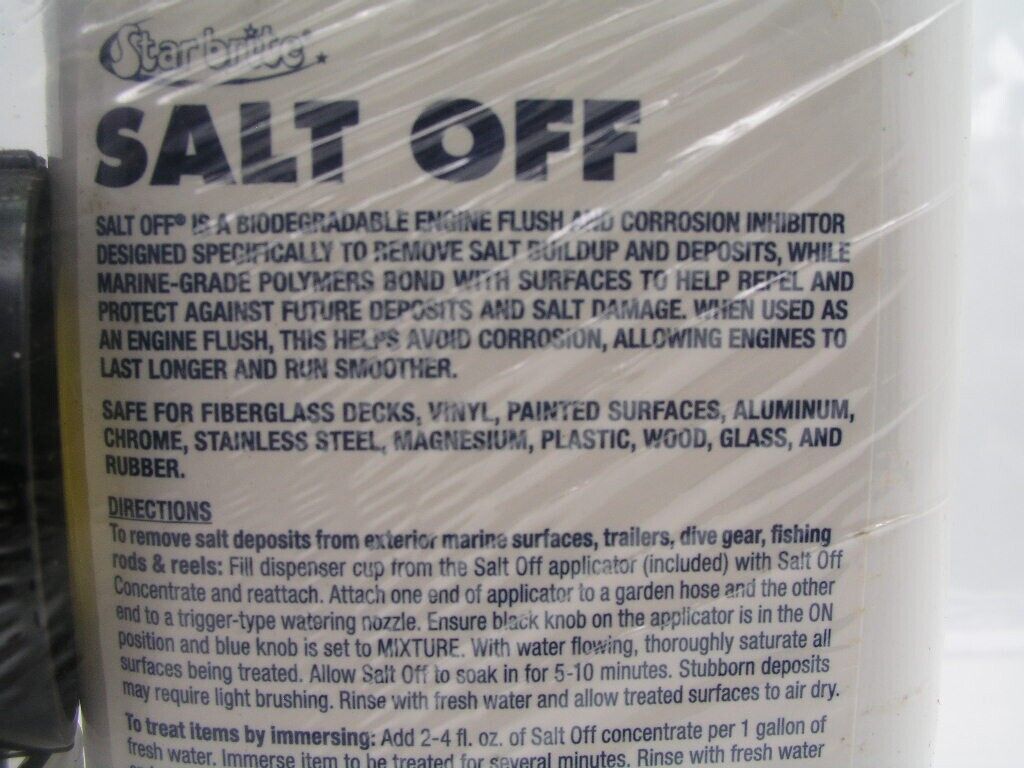 Star brite®
SALT OFF
SALT OFF® IS A BIODEGRADABLE ENGINE FLUSH AND CORROSION INHIBITOR
DESIGNED SPECIFICALLY TO REMOVE SALT BUILDUP AND DEPOSITS, WHILE
MARINE-GRADE POLYMERS BOND WITH SURFACES TO HELP REPEL AND
PROTECT AGAINST FUTURE DEPOSITS AND SALT DAMAGE. WHEN USED AS
AN ENGINE FLUSH, THIS HELPS AVOID CORROSION, ALLOWING ENGINES TO
LAST LONGER AND RUN SMOOTHER.
SAFE FOR FIBERGLASS DECKS, VINYL, PAINTED SURFACES, ALUMINUM,
CHROME, STAINLESS STEEL, MAGNESIUM, PLASTIC, WOOD, GLASS, AND
RUBBER.
DIRECTIONS
To remove salt deposits from exterior marine surfaces, trailers, dive gear, fishing
rods & reels: Fill dispenser cup from the Salt Off applicator (included) with Salt Off
Concentrate and reattach. Attach one end of applicator to a garden hose and the other
end to a trigger-type watering nozzle. Ensure black knob on the applicator is in the ON
position and blue knob is set to MIXTURE. With water flowing, thoroughly saturate all
surfaces being treated. Allow Salt Off to soak in for 5-10 minutes. Stubborn deposits
may require light brushing. Rinse with fresh water and allow treated surfaces to air dry.
To treat items by immersing: Add 2-4 fl. oz. of Salt Off concentrate per 1 gallon of
fresh water. Immerse item to be treated for several minutes. Rinse with fresh water